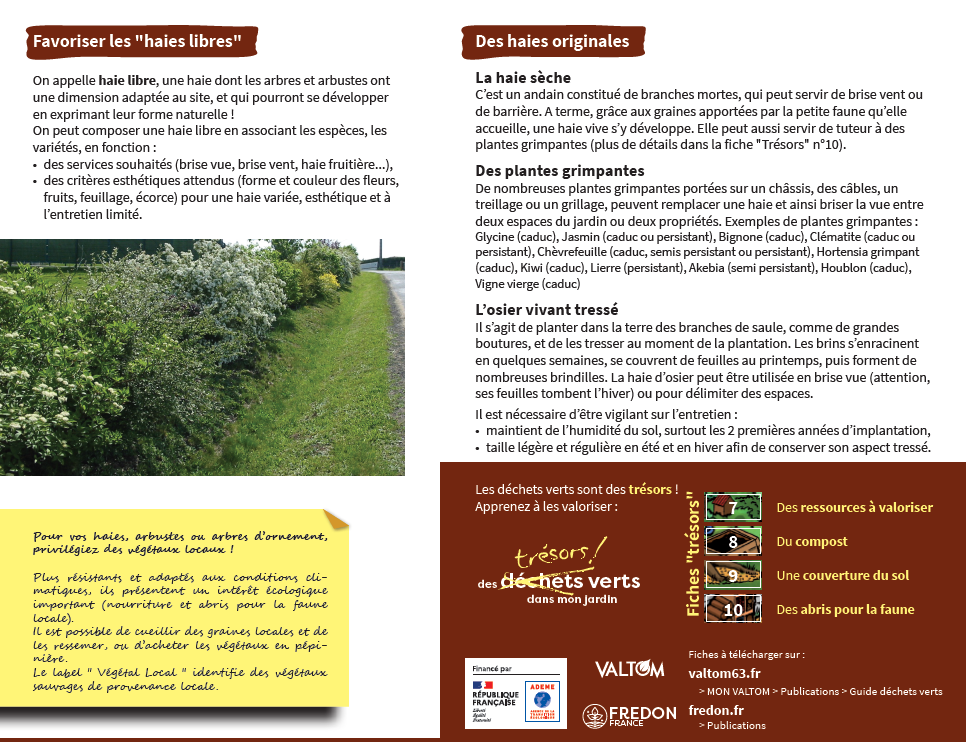 Favoriser les "haies libres"
On appelle haie libre, une haie dont les arbres et arbustes ont
une dimension adaptée au site, et qui pourront se développer
en exprimant leur forme naturelle !
On peut composer une haie libre en associant les espèces, les
variétés, en fonction :
• des services souhaités (brise vue, brise vent, haie fruitière...),
• des critères esthétiques attendus (forme et couleur des fleurs,
fruits, feuillage, écorce) pour une haie variée, esthétique et à
l'entretien limité.
Pour vos haies, arbustes ou arbres d'ornement,
privilégiez des végétaux locaux !
Plus résistants et adaptés aux conditions cli-
matiques, ils présentent un intérêt écologique
important (nourriture et abris pour la faune
locale).
Il est possible de cueillir des graines locales et de
les ressemer, ou d'acheter les végétaux en pépi-
nière.
Le label " Végétal Local " identifie des végétaux
sauvages de provenance locale.
Des haies originales
La haie sèche
C'est un andain constitué de branches mortes, qui peut servir de brise vent ou
de barrière. A terme, grâce aux graines apportées par la petite faune qu'elle
accueille, une haie vive s'y développe. Elle peut aussi servir de tuteur à des
plantes grimpantes (plus de détails dans la fiche "Trésors" n°10).
Des plantes grimpantes
De nombreuses plantes grimpantes portées sur un châssis, des câbles, un
treillage ou un grillage, peuvent remplacer une haie et ainsi briser la vue entre
deux espaces du jardin ou deux propriétés. Exemples de plantes grimpantes :
Glycine (caduc), Jasmin (caduc ou persistant), Bignone (caduc), Clématite (caduc ou
persistant), Chèvrefeuille (caduc, semis persistant ou persistant), Hortensia grimpant
(caduc), Kiwi (caduc), Lierre (persistant), Akebia (semi persistant), Houblon (caduc),
Vigne vierge (caduc)
L'osier vivant tressé
Il s'agit de planter dans la terre des branches de saule, comme de grandes
boutures, et de les tresser au moment de la plantation. Les brins s'enracinent
en quelques semaines, se couvrent de feuilles au printemps, puis forment de
nombreuses brindilles. La haie d'osier peut être utilisée en brise vue (attention,
ses feuilles tombent l'hiver) ou pour délimiter des espaces.
Il est nécessaire d'être vigilant sur l'entretien :
• maintient de l'humidité du sol, surtout les 2 premières années d'implantation,
• taille légère et régulière en été et en hiver afin de conserver son aspect tressé.
Les déchets verts sont des trésors !
Apprenez à les valoriser :
trésors !
des déchets verts
dans mon jardin
Fiches "trésors"
7 Des ressources à valoriser
8 Du compost
9 Une couverture du sol
10 Des abris pour la faune
Financé par
RÉPUBLIQUE
FRANÇAISE
Liberté
Égalité
Fraternité
ADEME
AGENCE DE LA
TRANSITION
ÉCOLOGIQUE
VALTOM
FREDON
FRANCE
Fiches à télécharger sur :
valtom63.fr
> MON VALTOM > Publications > Guide déchets verts
fredon.fr
> Publications